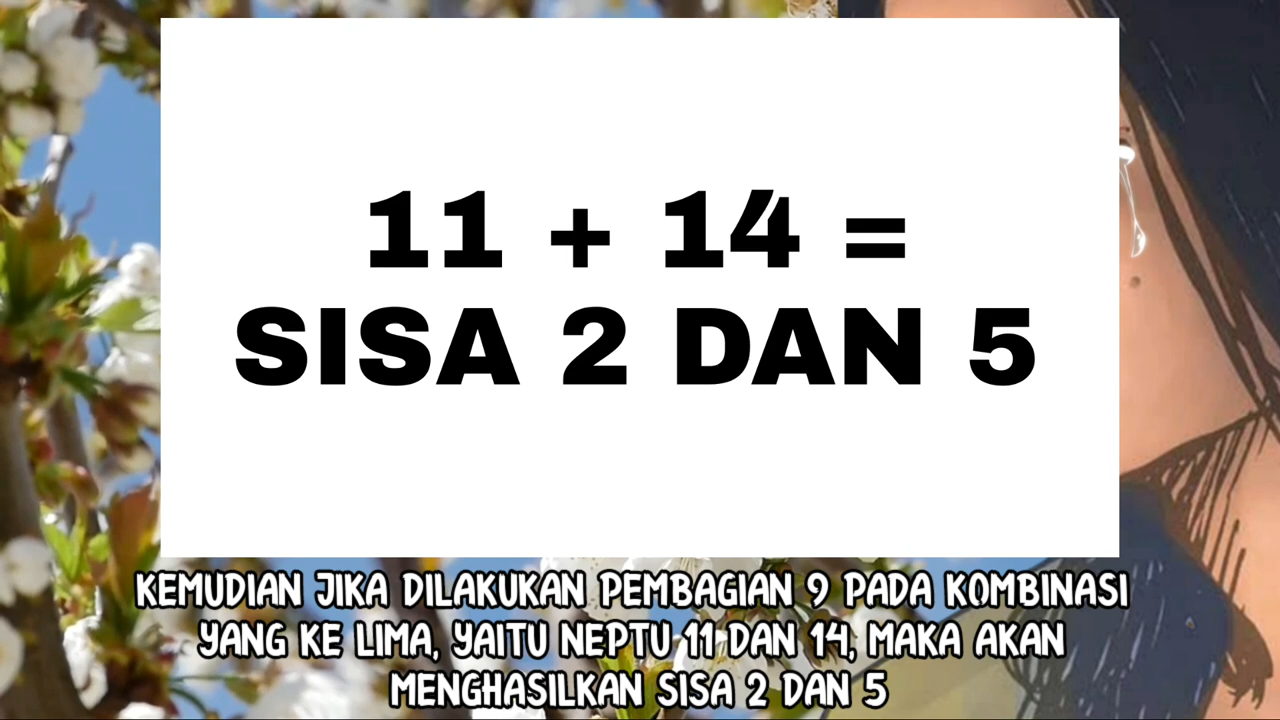 11 + 14 =
SISA 2 DAN 5
KEMUDIAN JIKA DILAKUKAN PEMBAGIAN 9 PADA KOMBINASI
YANG KE LIMA, YAITU NEPTU 11 DAN 14, MAKA AKAN
MENGHASILKAN SISA 2 DAN 5